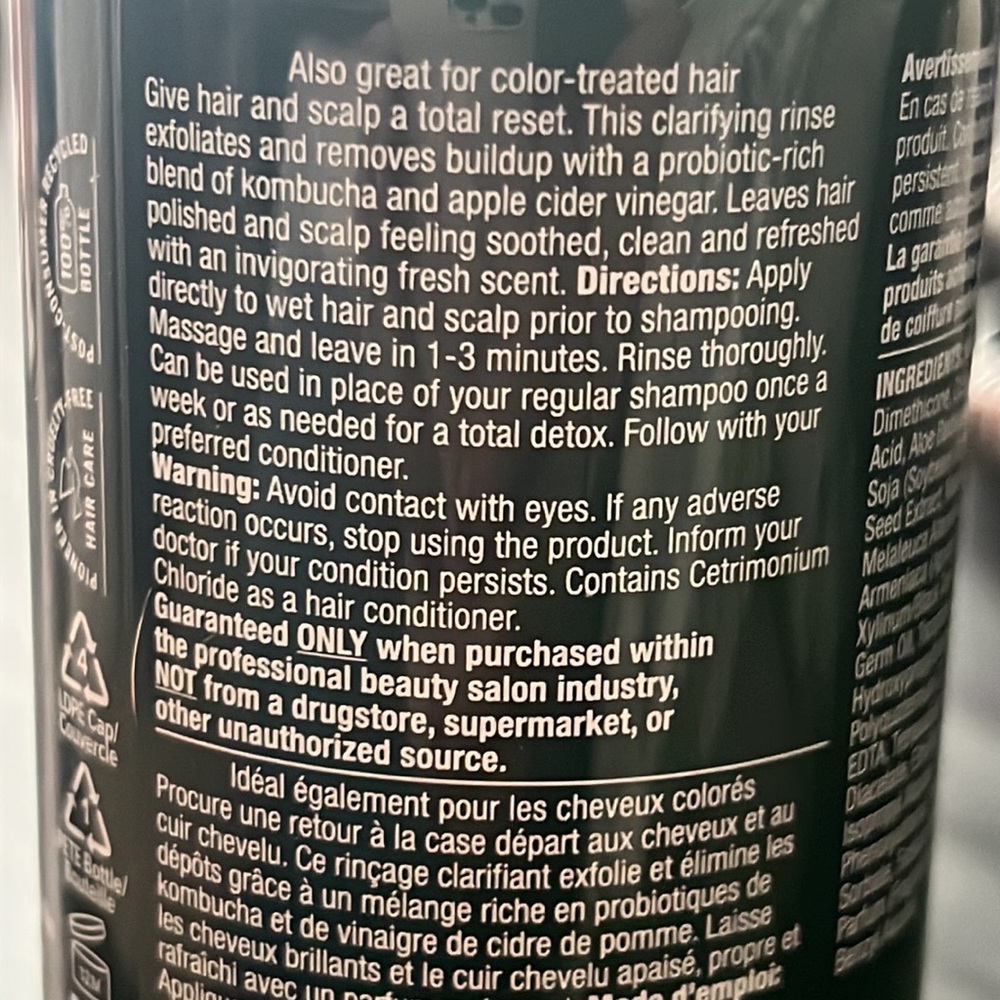 Also great for color-treated hair
Give hair and scalp a total reset. This clarifying rinse
exfoliates and removes buildup with a probiotic-rich
blend of kombucha and apple cider vinegar. Leaves hair
polished and scalp feeling soothed, clean and refreshed
with an invigorating fresh scent. Directions: Apply
directly to wet hair and scalp prior to shampooing.
Massage and leave in 1-3 minutes. Rinse thoroughly.
Can be used in place of your regular shampoo once a
week or as needed for a total detox. Follow with your
preferred conditioner.
Warning: Avoid contact with eyes. If any adverse
reaction occurs, stop using the product. Inform your
doctor if your condition persists. Contains Cetrimonium
Chloride as a hair conditioner.
Guaranteed ONLY when purchased within
the professional beauty salon industry,
NOT from a drugstore, supermarket, or
other unauthorized source.
Idéal également pour les cheveux colorés
Procure une retour à la case départ aux cheveux et au
cuir chevelu. Ce rinçage clarifiant exfolie et élimine les
dépôts grâce à un mélange riche en probiotiques de
kombucha et de vinaigre de cidre de pomme. Laisse
les cheveux brillants et le cuir chevelu apaisé, propre et
rafraîchi avec un
Mode d'emploi:
POST-CONSUMER RECYCLED
100%
BOTTLE
PIONEER IN CRUELTY-FREE
HAIR CARE
4
LDPE Cap/
Couvercle
1
PETE Bottle/
Bouteille
12M
En cas de
produit.
comme
La garantie
produits
de coiffure
Dimethicone,
Acid, Aloe
Soja
Seed Extract,
Melaleuca
Germ Oil,
EDTA,